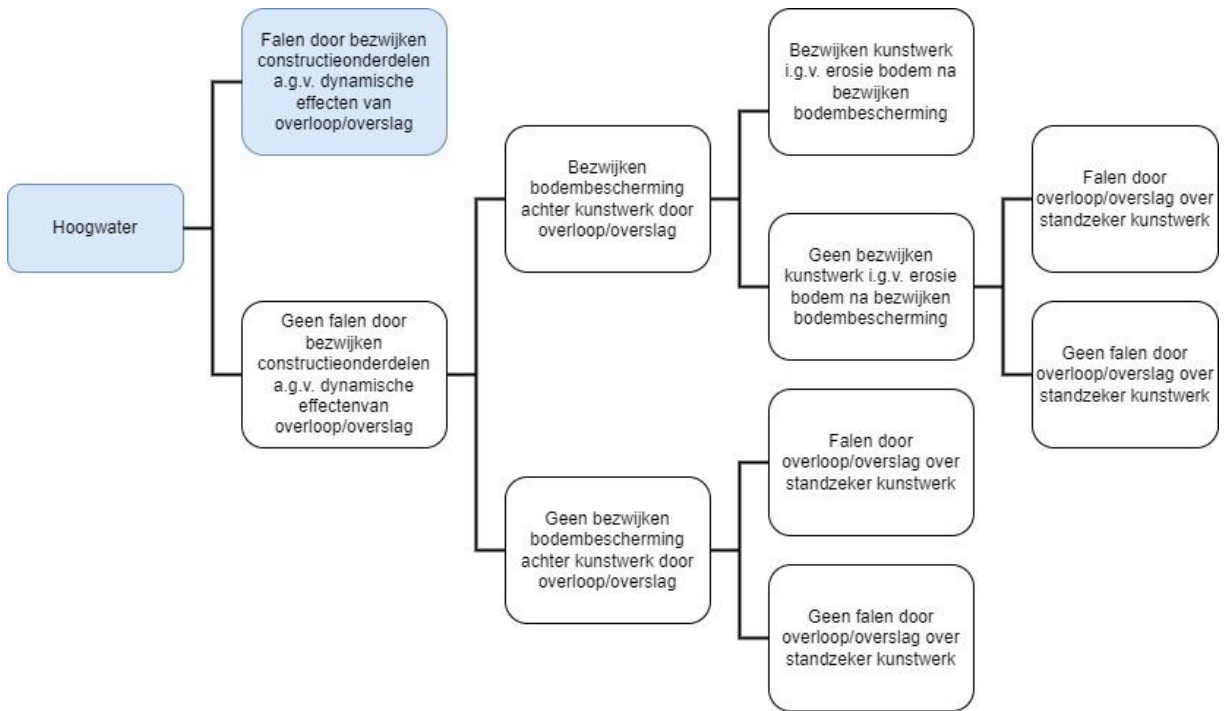 Hoogwater
Falen door bezwijken
constructieonderdelen
a.g.v. dynamische
effecten van
overloop/overslag
Geen falen door
bezwijken
constructieonderdelen
a.g.v. dynamische
effectenvan
overloop/overslag
Bezwijken
bodembescherming
achter kunstwerk door
overloop/overslag
Geen bezwijken
bodembescherming
achter kunstwerk door
overloop/overslag
Bezwijken kunstwerk
i.g.v. erosie bodem na
bezwijken
bodembescherming
Geen bezwijken
kunstwerk i.g.v. erosie
bodem na bezwijken
bodembescherming
Falen door
overloop/overslag over
standzeker kunstwerk
Geen falen door
overloop/overslag over
standzeker kunstwerk
Falen door
overloop/overslag over
standzeker kunstwerk
Geen falen door
overloop/overslag over
standzeker kunstwerk